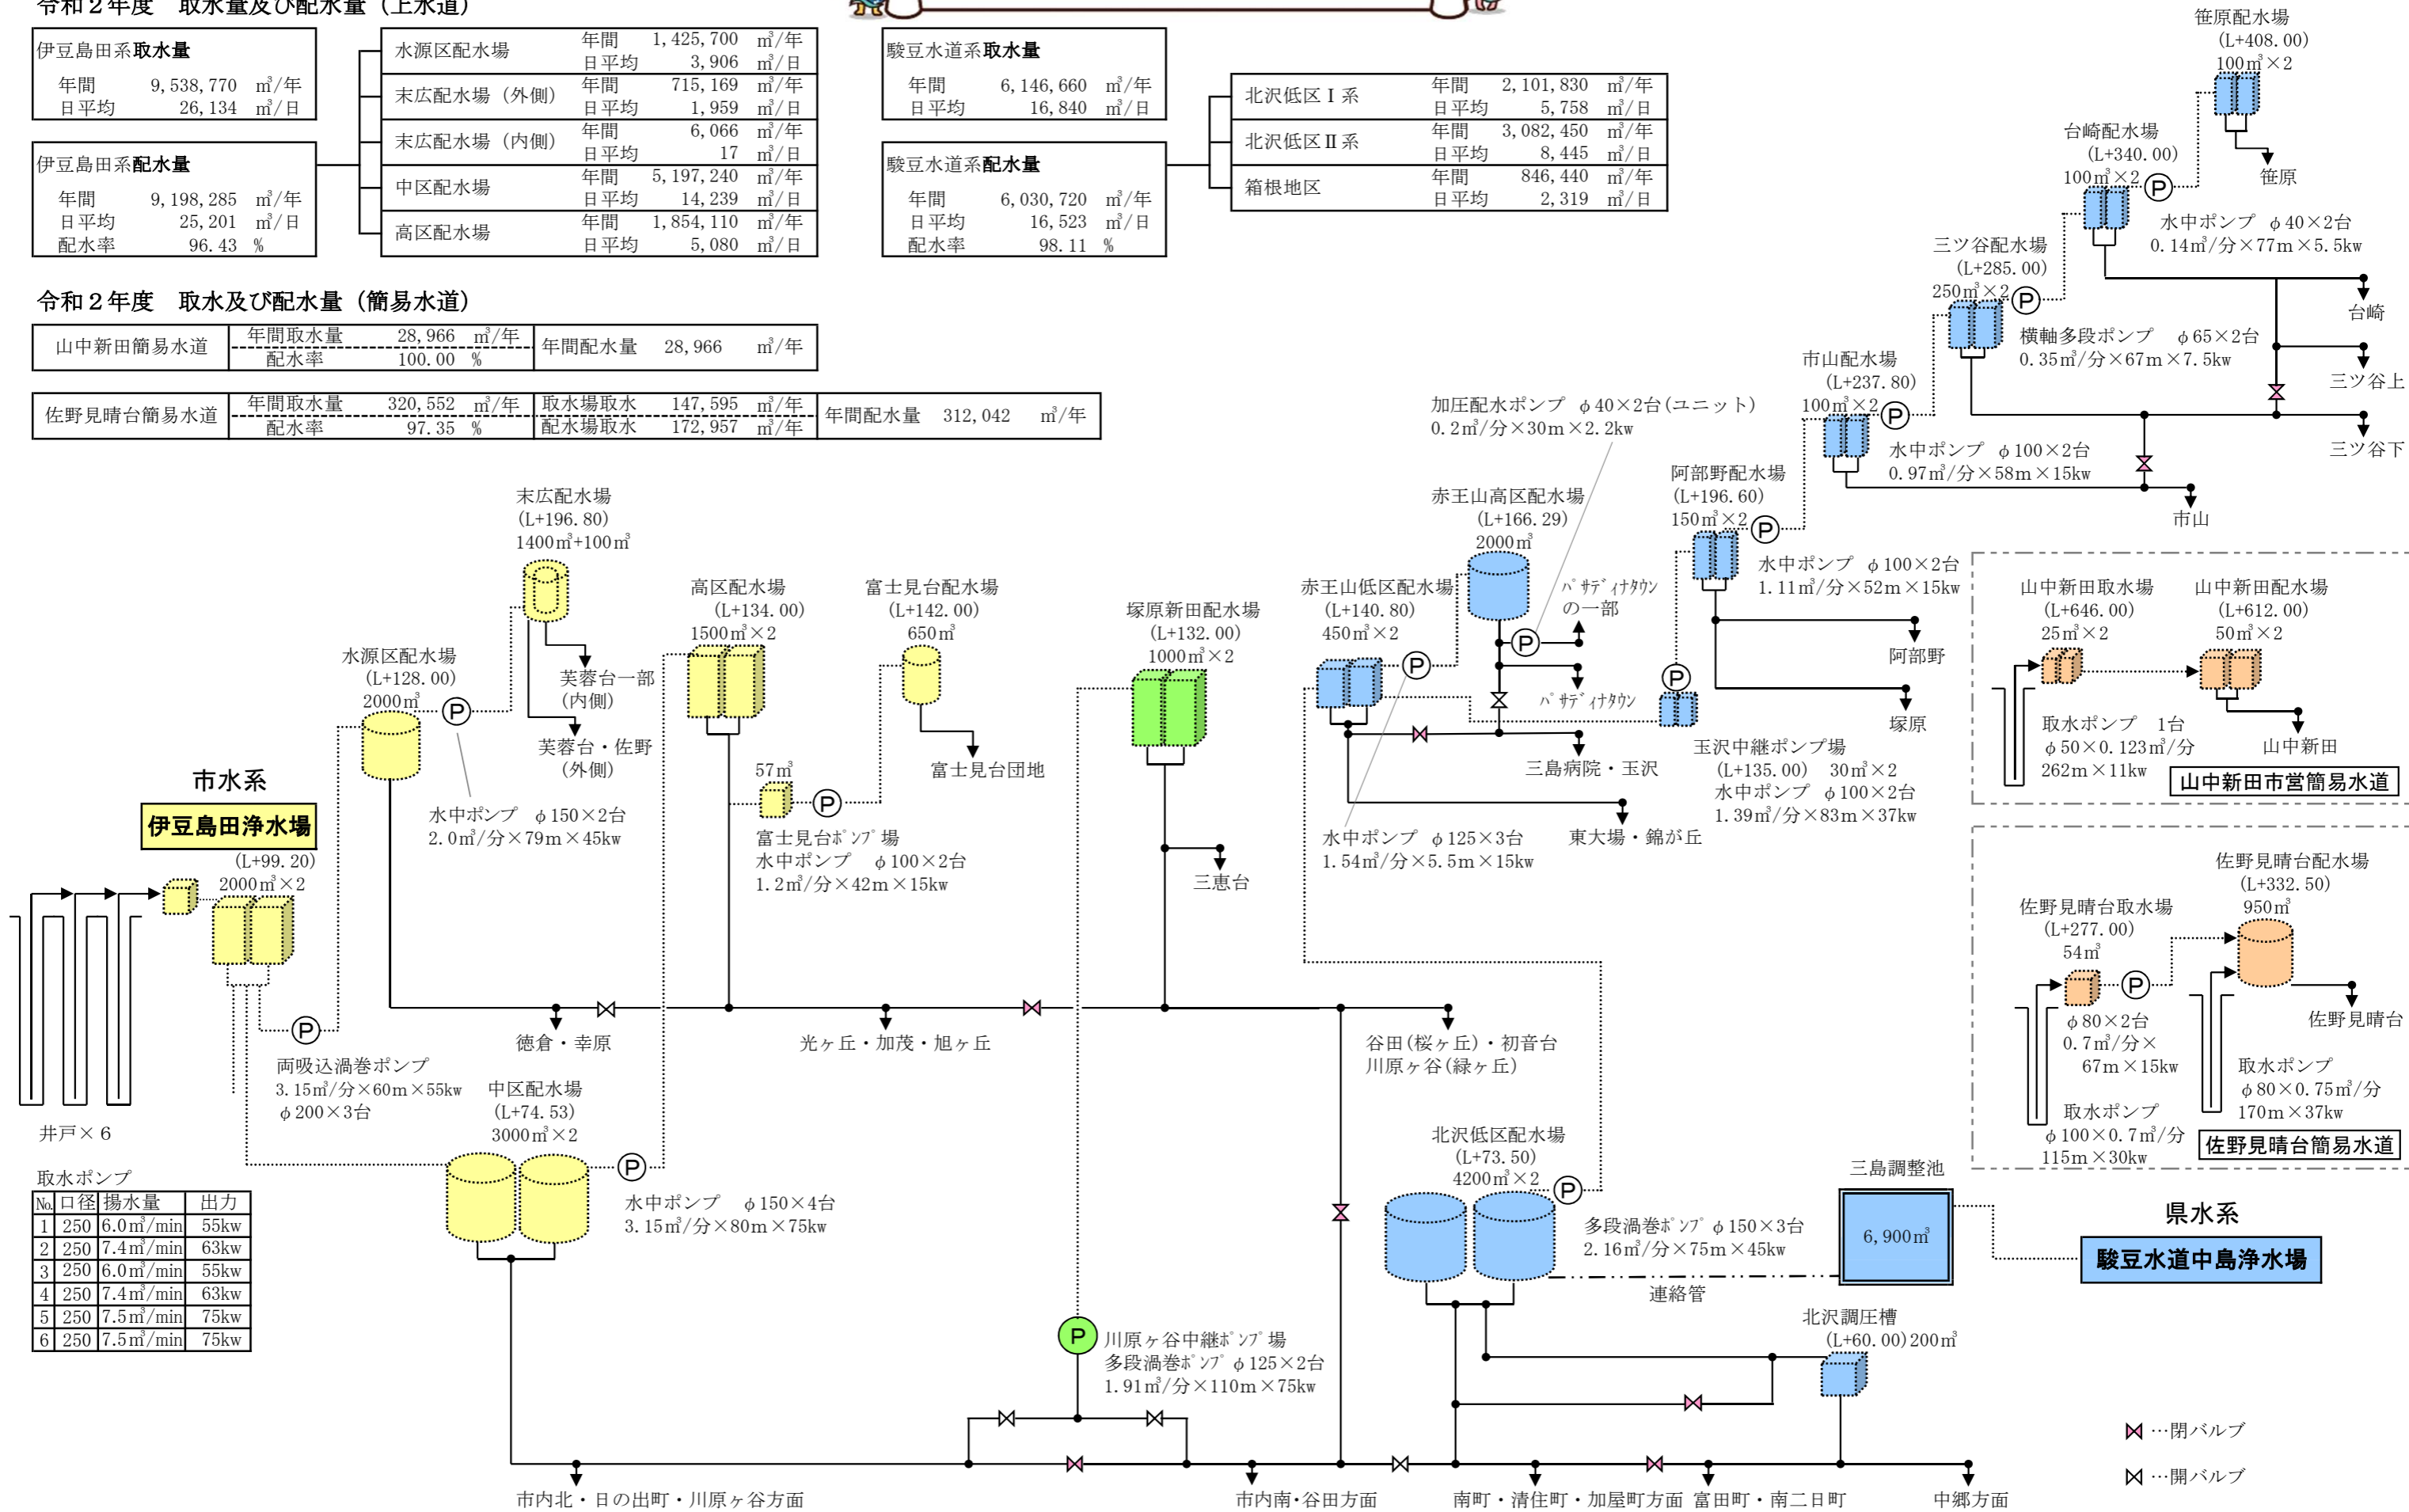 令和２年度　取水量及び配水量（上水道）
伊豆島田系取水量
年間 9,538,770 ㎥/年
日平均 26,134 ㎥/日
伊豆島田系配水量
年間 9,198,285 ㎥/年
日平均 25,201 ㎥/日
配水率 96.43 %
水源区配水場 年間 1,425,700 ㎥/年
日平均 3,906 ㎥/日
末広配水場（外側） 年間 715,169 ㎥/年
日平均 1,959 ㎥/日
末広配水場（内側） 年間 6,066 ㎥/年
日平均 17 ㎥/日
中区配水場 年間 5,197,240 ㎥/年
日平均 14,239 ㎥/日
高区配水場 年間 1,854,110 ㎥/年
日平均 5,080 ㎥/日
駿豆水道系取水量
年間 6,146,660 ㎥/年
日平均 16,840 ㎥/日
駿豆水道系配水量
年間 6,030,720 ㎥/年
日平均 16,523 ㎥/日
配水率 98.11 %
北沢低区Ⅰ系 年間 2,101,830 ㎥/年
日平均 5,758 ㎥/日
北沢低区Ⅱ系 年間 3,082,450 ㎥/年
日平均 8,445 ㎥/日
箱根地区 年間 846,440 ㎥/年
日平均 2,319 ㎥/日
令和２年度　取水及び配水量（簡易水道）
山中新田簡易水道 年間取水量 28,966 ㎥/年 年間配水量 28,966 ㎥/年
配水率 100.00 %
佐野見晴台簡易水道 年間取水量 320,552 ㎥/年 取水場取水 147,595 ㎥/年 年間配水量 312,042 ㎥/年
配水率 97.35 % 配水場取水 172,957 ㎥/年
笹原配水場
(L+408.00)
100㎥×2
笹原
台崎配水場
(L+340.00)
100㎥×2
P
水中ポンプ　φ40×2台
0.14㎥/分×77m×5.5kw
台崎
三ツ谷配水場
(L+285.00)
250㎥×2
P
横軸多段ポンプ　φ65×2台
0.35㎥/分×67m×7.5kw
三ツ谷上
三ツ谷下
市山配水場
(L+237.80)
100㎥×2
P
水中ポンプ　φ100×2台
0.97㎥/分×58m×15kw
市山
阿部野配水場
(L+196.60)
150㎥×2
P
水中ポンプ　φ100×2台
1.11㎥/分×52m×15kw
阿部野
塚原
加圧配水ポンプ　φ40×2台(ユニット)
0.2㎥/分×30m×2.2kw
赤王山高区配水場
(L+166.29)
2000㎥
P
ﾊﾟｻﾃﾞｨﾅﾀｳﾝ
の一部
ﾊﾟｻﾃﾞｨﾅﾀｳﾝ
赤王山低区配水場
(L+140.80)
450㎥×2
P
三島病院・玉沢
東大場・錦が丘
水中ポンプ　φ125×3台
1.54㎥/分×5.5m×15kw
P
玉沢中継ポンプ場
(L+135.00)　30㎥×2
水中ポンプ　φ100×2台
1.39㎥/分×83m×37kw
末広配水場
(L+196.80)
1400㎥+100㎥
芙蓉台一部
(内側)
芙蓉台・佐野
(外側)
水源区配水場
(L+128.00)
2000㎥
P
水中ポンプ　φ150×2台
2.0㎥/分×79m×45kw
高区配水場
(L+134.00)
1500㎥×2
富士見台配水場
(L+142.00)
650㎥
富士見台団地
57㎥
P
富士見台ﾎﾟﾝﾌﾟ場
水中ポンプ　φ100×2台
1.2㎥/分×42m×15kw
塚原新田配水場
(L+132.00)
1000㎥×2
三恵台
市水系
伊豆島田浄水場
(L+99.20)
2000㎥×2
井戸×６
P
両吸込渦巻ポンプ
3.15㎥/分×60m×55kw
φ200×3台
徳倉・幸原
光ヶ丘・加茂・旭ヶ丘
谷田(桜ヶ丘)・初音台
川原ヶ谷(緑ヶ丘)
中区配水場
(L+74.53)
3000㎥×2
P
水中ポンプ　φ150×4台
3.15㎥/分×80m×75kw
取水ポンプ
№ 口径 揚水量 出力
1 250 6.0㎥/min 55kw
2 250 7.4㎥/min 63kw
3 250 6.0㎥/min 55kw
4 250 7.4㎥/min 63kw
5 250 7.5㎥/min 75kw
6 250 7.5㎥/min 75kw
P
川原ヶ谷中継ﾎﾟﾝﾌﾟ場
多段渦巻ﾎﾟﾝﾌﾟφ125×2台
1.91㎥/分×110m×75kw
北沢低区配水場
(L+73.50)
4200㎥×2
P
多段渦巻ﾎﾟﾝﾌﾟφ150×3台
2.16㎥/分×75m×45kw
連絡管
三島調整池
6,900㎥
県水系
駿豆水道中島浄水場
北沢調圧槽
(L+60.00)200㎥
市内北・日の出町・川原ヶ谷方面
市内南・谷田方面
南町・清住町・加屋町方面
富田町・南二日町
中郷方面
山中新田取水場
(L+646.00)
25㎥×2
山中新田配水場
(L+612.00)
50㎥×2
取水ポンプ　1台
φ50×0.123㎥/分
262m×11kw
山中新田
山中新田市営簡易水道
佐野見晴台配水場
(L+332.50)
950㎥
佐野見晴台取水場
(L+277.00)
54㎥
P
φ80×2台
0.7㎥/分×
67m×15kw
取水ポンプ
φ100×0.7㎥/分
115m×30kw
佐野見晴台
取水ポンプ
φ80×0.75㎥/分
170m×37kw
佐野見晴台簡易水道
…閉バルブ
…開バルブ